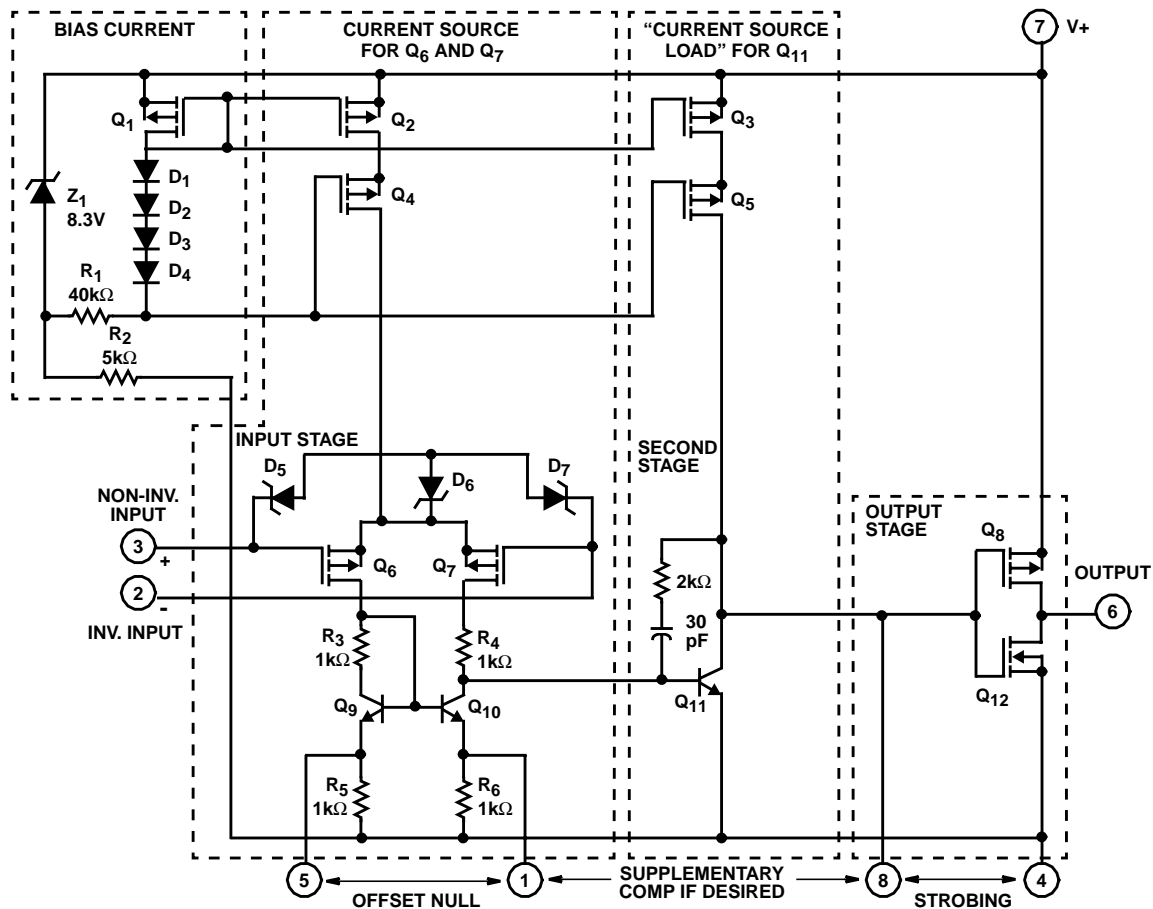 BIAS CURRENT
CURRENT SOURCE
FOR Q6 AND Q7
“CURRENT SOURCE
LOAD” FOR Q11
7
V+
Q1
Q2
Q3
D1
Z1
8.3V
D2
Q4
Q5
D3
D4
R1
40kΩ
R2
5kΩ
INPUT STAGE
D5
D6
D7
SECOND
STAGE
NON-INV.
INPUT
3
+
2
-
INV. INPUT
Q6
Q7
2kΩ
30
pF
OUTPUT
STAGE
Q8
OUTPUT
6
R3
1kΩ
R4
1kΩ
Q9
Q10
Q11
Q12
R5
1kΩ
R6
1kΩ
5
OFFSET NULL
1
SUPPLEMENTARY
COMP IF DESIRED
8
STROBING
4